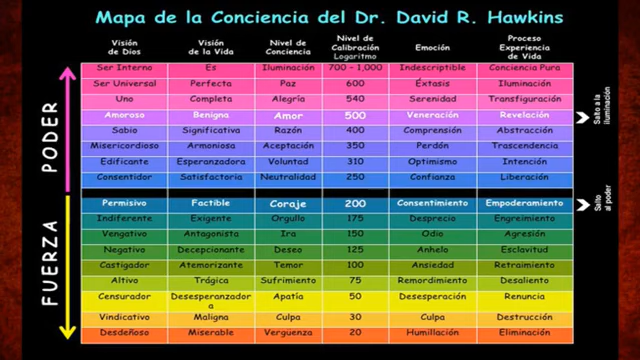 Mapa de la Conciencia del Dr. David R. Hawkins
Visión de Dios | Visión de la Vida | Nivel de Conciencia | Nivel de Calibración Logaritmo | Emoción | Proceso Experiencia de Vida
Ser Interno | Es | Iluminación | 700 - 1,000 | Indescriptible | Conciencia Pura
Ser Universal | Perfecta | Paz | 600 | Éxtasis | Iluminación
Uno | Completa | Alegría | 540 | Serenidad | Transfiguración
Amorosa | Benigna | Amor | 500 | Veneración | Revelación
Sabio | Significativa | Razón | 400 | Comprensión | Abstracción
Misericordioso | Armoniosa | Aceptación | 350 | Perdón | Trascendencia
Edificante | Esperanzadora | Voluntad | 310 | Optimismo | Intención
Consentidor | Satisfactoria | Neutralidad | 250 | Confianza | Liberación
Permisivo | Factible | Coraje | 200 | Consentimiento | Empoderamiento
Indiferente | Exigente | Orgullo | 175 | Desprecio | Engreimiento
Vengativo | Antagonista | Ira | 150 | Odio | Agresión
Negativo | Decepcionante | Deseo | 125 | Anhelo | Esclavitud
Castigador | Atemorizante | Temor | 100 | Ansiedad | Retraimiento
Altivo | Trágica | Sufrimiento | 75 | Remordimiento | Desaliento
Censurador | Desesperanzadora | Apatía | 50 | Desesperación | Renuncia
Vindicativo | Maligna | Culpa | 30 | Culpa | Destrucción
Desdeñoso | Miserable | Verguenza | 20 | Humillación | Eliminación
PODER
FUERZA
Salto a la
iluminación
Salto
al poder